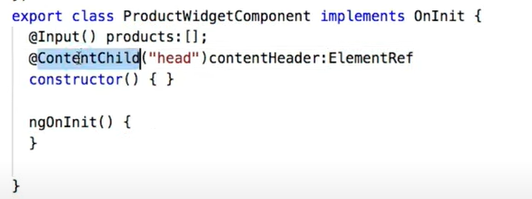 export class ProductWidgetComponent implements OnInit {
@Input() products:[];
@ContentChild("head")contentHeader:ElementRef
constructor() { }
ngOnInit() {
}
}